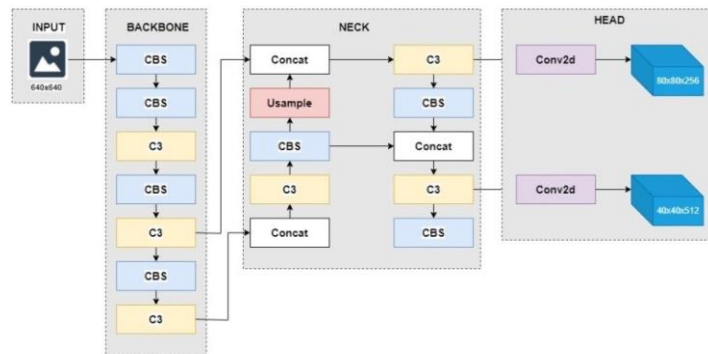 INPUT
640x640
BACKBONE
CBS
CBS
C3
CBS
C3
CBS
C3
NECK
Concat
Usample
CBS
C3
Concat
C3
CBS
Concat
C3
CBS
HEAD
Conv2d
80x80x256
Conv2d
40x40x512